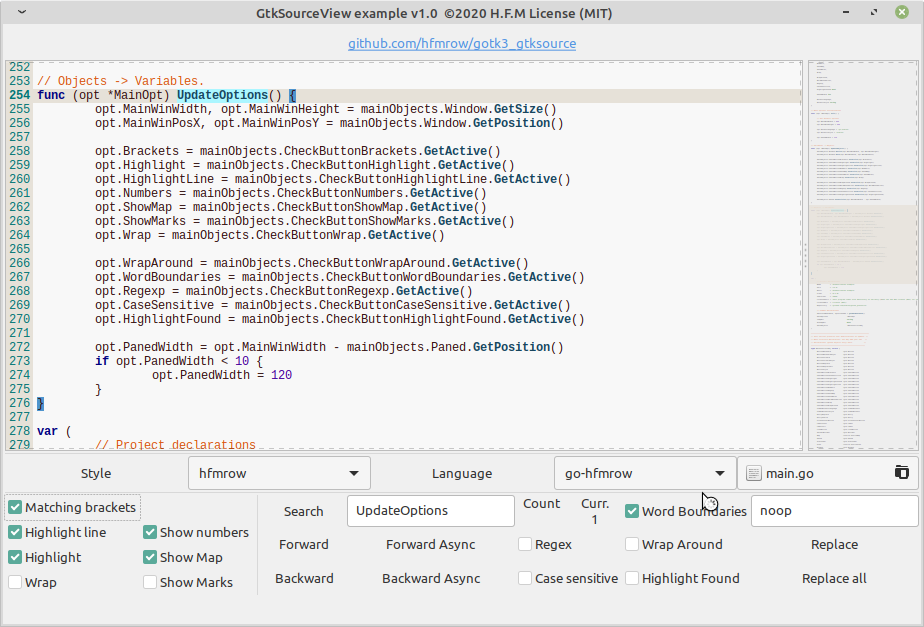 GtkSourceView example v1.0 ©2020 H.F.M License (MIT)
github.com/hfmrow/gotk3_gtksource
252
253 // Objects -> Variables.
254 func (opt *MainOpt) UpdateOptions() {
255 opt.MainWinWidth, opt.MainWinHeight = mainObjects.Window.GetSize()
256 opt.MainWinPosX, opt.MainWinPosY = mainObjects.Window.GetPosition()
257
258 opt.Brackets = mainObjects.CheckButtonBrackets.GetActive()
259 opt.Highlight = mainObjects.CheckButtonHighlight.GetActive()
260 opt.HighlightLine = mainObjects.CheckButtonHighlightLine.GetActive()
261 opt.Numbers = mainObjects.CheckButtonNumbers.GetActive()
262 opt.ShowMap = mainObjects.CheckButtonShowMap.GetActive()
263 opt.ShowMarks = mainObjects.CheckButtonShowMarks.GetActive()
264 opt.Wrap = mainObjects.CheckButtonWrap.GetActive()
265
266 opt.WrapAround = mainObjects.CheckButtonWrapAround.GetActive()
267 opt.WordBoundaries = mainObjects.CheckButtonWordBoundaries.GetActive()
268 opt.Regexp = mainObjects.CheckButtonRegexp.GetActive()
269 opt.CaseSensitive = mainObjects.CheckButtonCaseSensitive.GetActive()
270 opt.HighlightFound = mainObjects.CheckButtonHighlightFound.GetActive()
271
272 opt.PanedWidth = opt.MainWinWidth - mainObjects.Paned.GetPosition()
273 if opt.PanedWidth < 10 {
274 opt.PanedWidth = 120
275 }
276 }
277
278 var (
279 // Project declarations
Style hfmrow Language go-hfmrow main.go
Matching brackets Search UpdateOptions Count Curr. 1 Word Boundaries noop
Highlight line Show numbers Forward Forward Async Regex Wrap Around Replace
Highlight Show Map
Wrap Show Marks Backward Backward Async Case sensitive Highlight Found Replace all